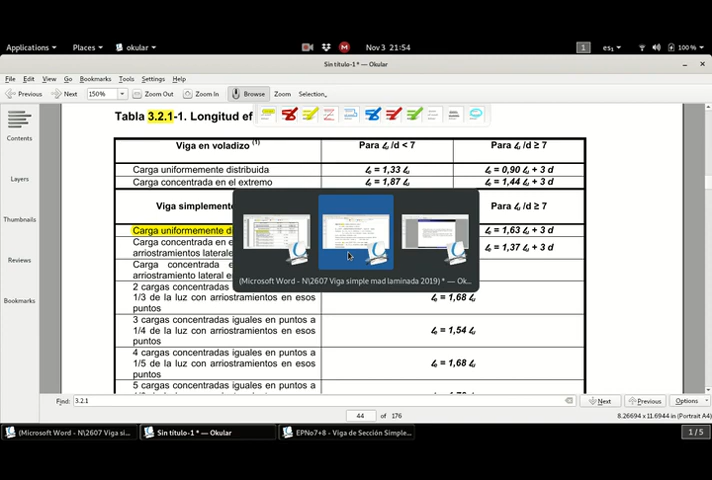 Applications Places okular Nov 3 21:54 1 es₁ 100 %
Sin título-1 * — Okular
File Edit View Go Bookmarks Tools Settings Help
Previous Next 150% Zoom Out Zoom In Browse Zoom Selection
Contents
Layers
Thumbnails
Reviews
Bookmarks
Tabla 3.2.1-1. Longitud ef
Viga en voladizo (1) Para ℓᵤ /d < 7 Para ℓᵤ /d ≥ 7
Carga uniformemente distribuida ℓₑ = 1,33 ℓᵤ ℓₑ = 0,90 ℓᵤ + 3 d
Carga concentrada en el extremo ℓₑ = 1,87 ℓᵤ ℓₑ = 1,44 ℓᵤ + 3 d
Viga simplemente Para ℓᵤ /d ≥ 7
Carga uniformemente di ℓₑ = 1,63 ℓᵤ + 3 d
Carga concentrada en e ℓₑ = 1,37 ℓᵤ + 3 d
arriostramientos laterale
Carga concentrada en e
arriostramiento lateral e
(Microsoft Word - N\2607 Viga simple mad laminada 2019) * — Ok...
2 cargas concentradas
1/3 de la luz con arriostramientos en esos ℓₑ = 1,68 ℓᵤ
puntos
3 cargas concentradas iguales en puntos a
1/4 de la luz con arriostramientos en esos ℓₑ = 1,54 ℓᵤ
puntos
4 cargas concentradas iguales en puntos a
1/5 de la luz con arriostramientos en esos ℓₑ = 1,68 ℓᵤ
puntos
5 cargas concentradas iguales en puntos a
Find: 3.2.1 Next Previous Options
44 of 176 8.26694 x 11.6944 in (Portrait A4)
(Microsoft Word - N\2607 Viga si... Sin título-1 * — Okular EPNo7+8 - Viga de Sección Simple... 1 / 5